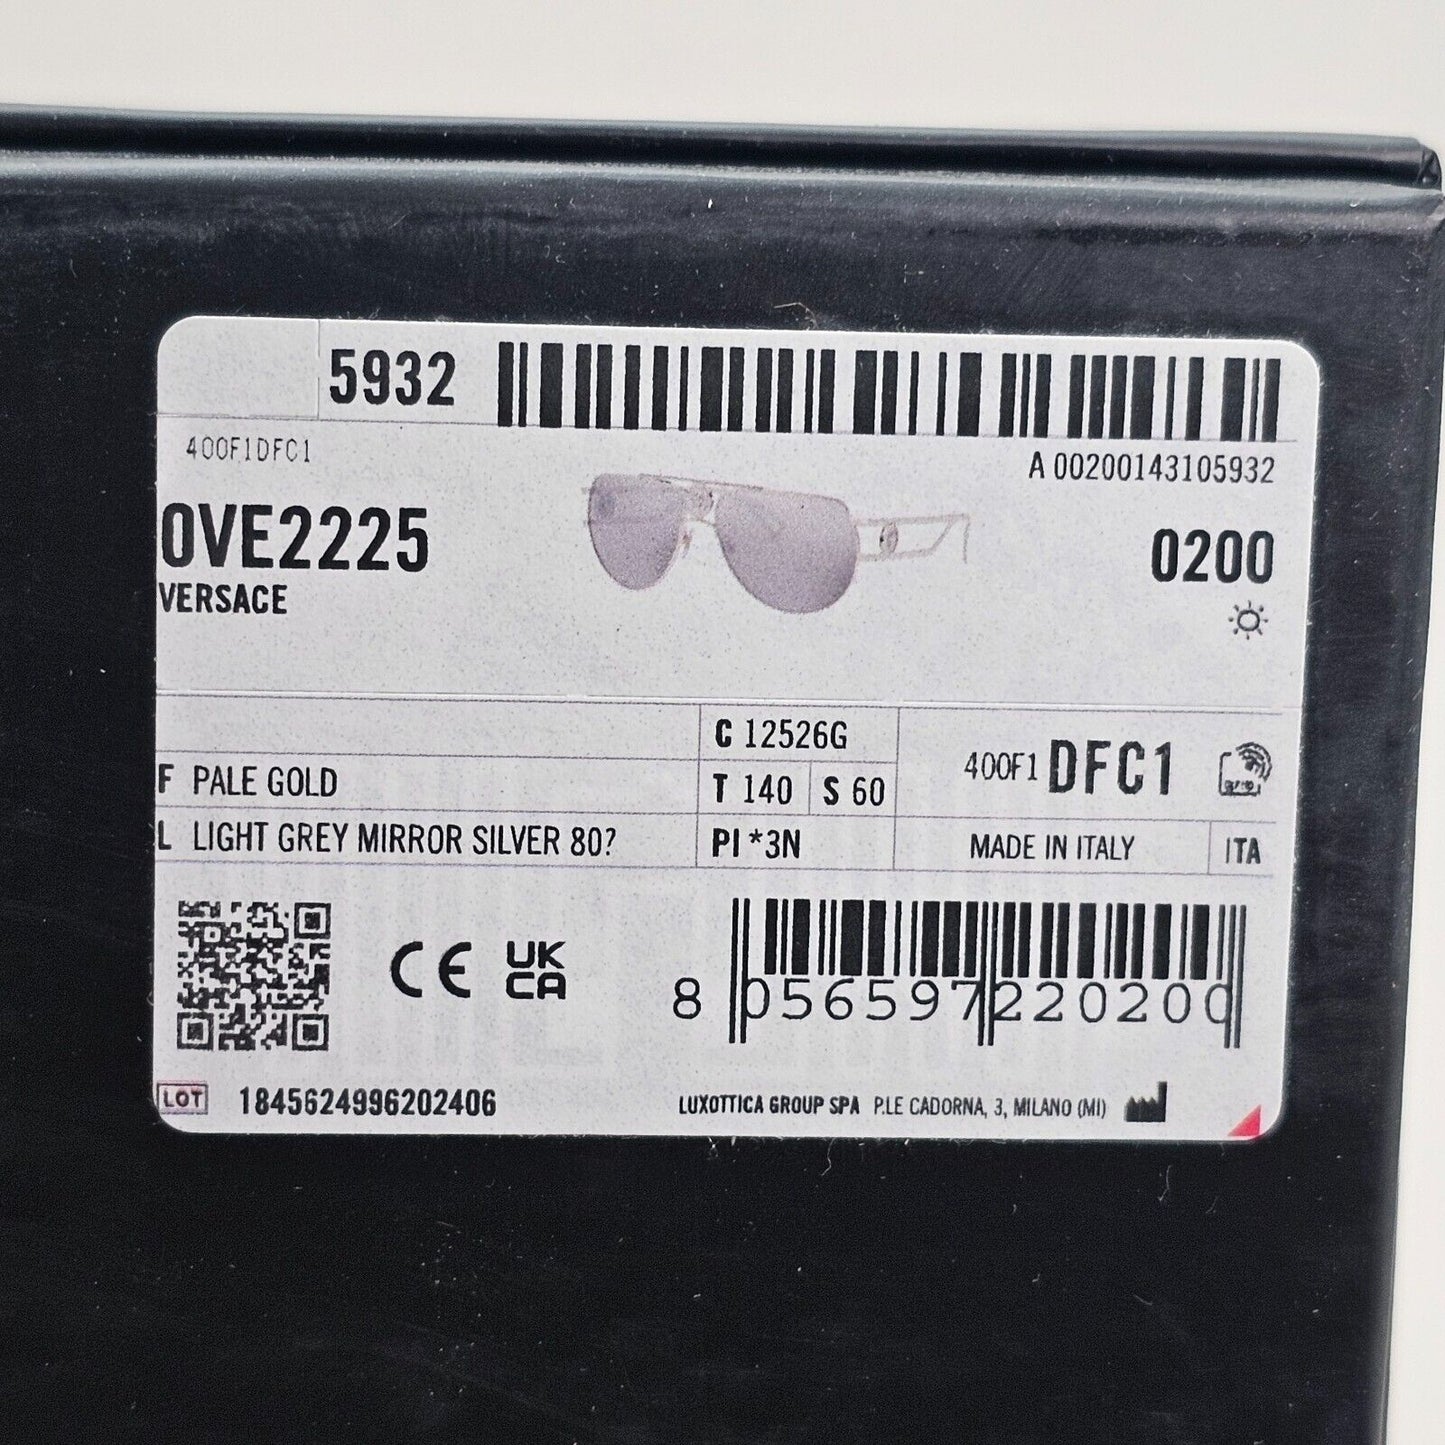 5932
400F1DFC1
A 00200143105932
0VE2225
0200
VERSACE
C 12526G
F PALE GOLD
T 140 S 60
400F1 DFC1
L LIGHT GREY MIRROR SILVER 80?
PI *3N
MADE IN ITALY
ITA
CE
UK
CA
8 056597 220200
LOT 1845624996202406
LUXOTTICA GROUP SPA P.LE CADORNA, 3, MILANO (MI)